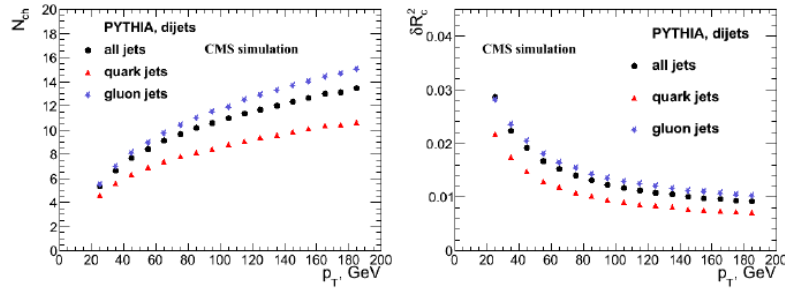 N_ch
20
18
16
14
12
10
8
6
4
2
0
PYTHIA, dijets
CMS simulation
all jets
quark jets
gluon jets
20 40 60 80 100 120 140 160 180 200
p_T, GeV
δR_c^2
0.04
0.03
0.02
0.01
0
PYTHIA, dijets
CMS simulation
all jets
quark jets
gluon jets
20 40 60 80 100 120 140 160 180 200
p_T, GeV